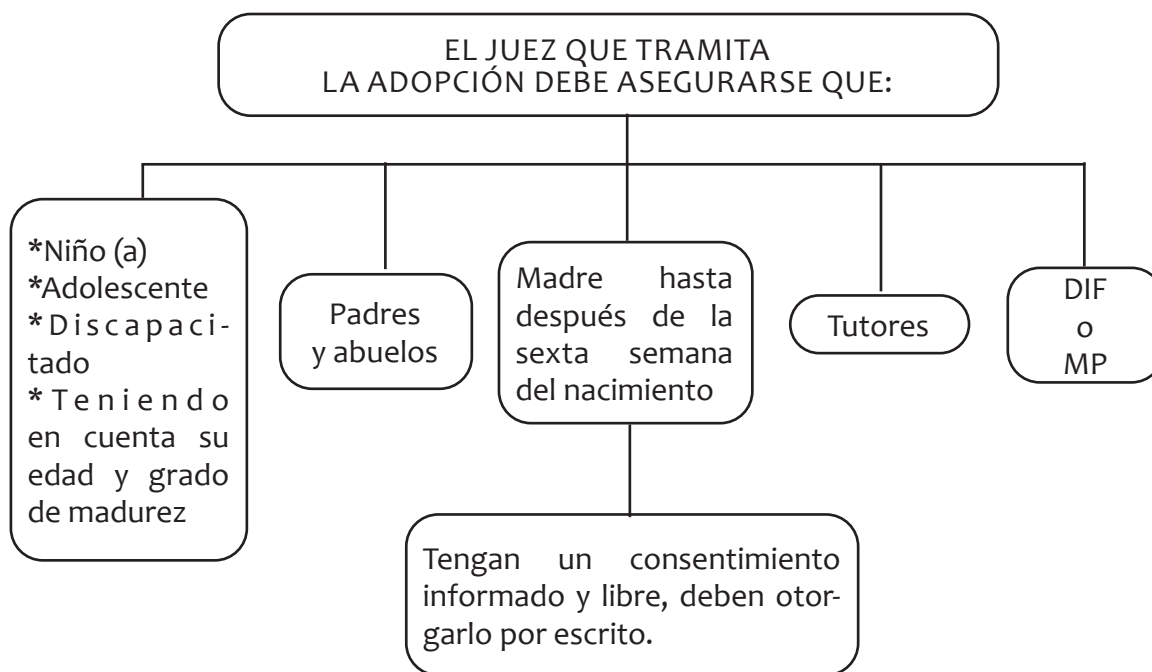 EL JUEZ QUE TRAMITA
LA ADOPCIÓN DEBE ASEGURARSE QUE:
*Niño (a)
*Adolescente
*Discapaci-
tado
*Teniendo
en cuenta su
edad y grado
de madurez
Padres
y abuelos
Madre hasta
después de la
sexta semana
del nacimiento
Tutores
DIF
o
MP
Tengan un consentimiento
informado y libre, deben otor-
garlo por escrito.